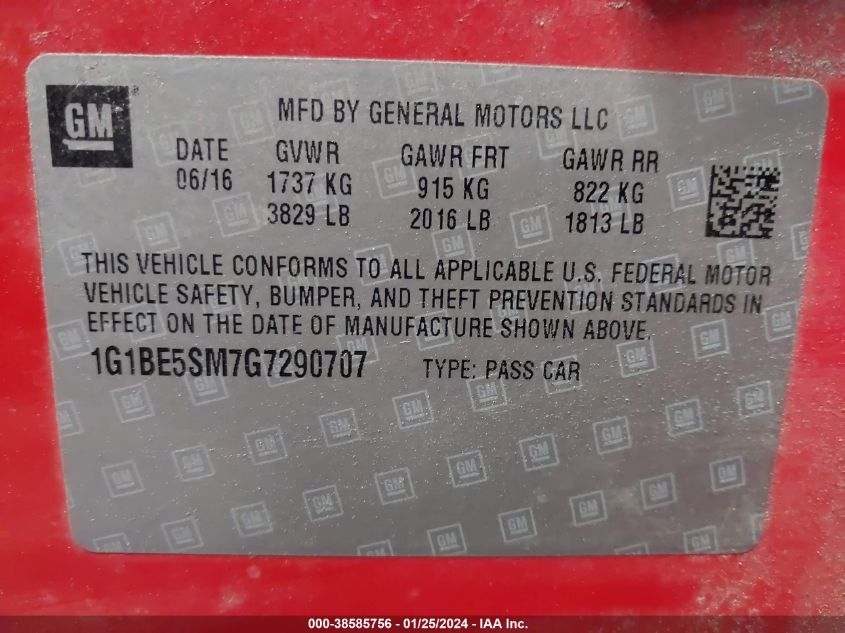 GM
MFD BY GENERAL MOTORS LLC
DATE GVWR GAWR FRT GAWR RR
06/16 1737 KG 915 KG 822 KG
3829 LB 2016 LB 1813 LB
THIS VEHICLE CONFORMS TO ALL APPLICABLE U.S. FEDERAL MOTOR
VEHICLE SAFETY, BUMPER, AND THEFT PREVENTION STANDARDS IN
EFFECT ON THE DATE OF MANUFACTURE SHOWN ABOVE.
1G1BE5SM7G7290707 TYPE: PASS CAR
000-38585756 - 01/25/2024 - IAA Inc.